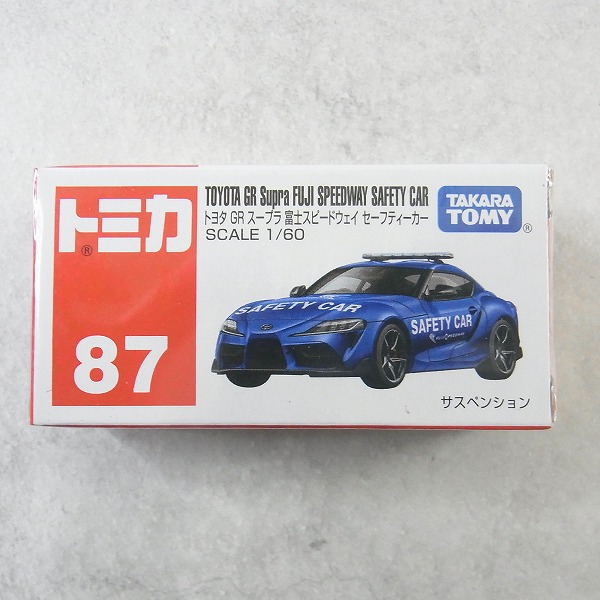 トミカ
®
87
TOYOTA GR Supra FUJI SPEEDWAY SAFETY CAR
トヨタ GR スープラ 富士スピードウェイ セーフティーカー
SCALE 1/60
TAKARA
TOMY
®
SAFETY CAR
SAFETY CAR
FUJI SPEEDWAY
サスペンション